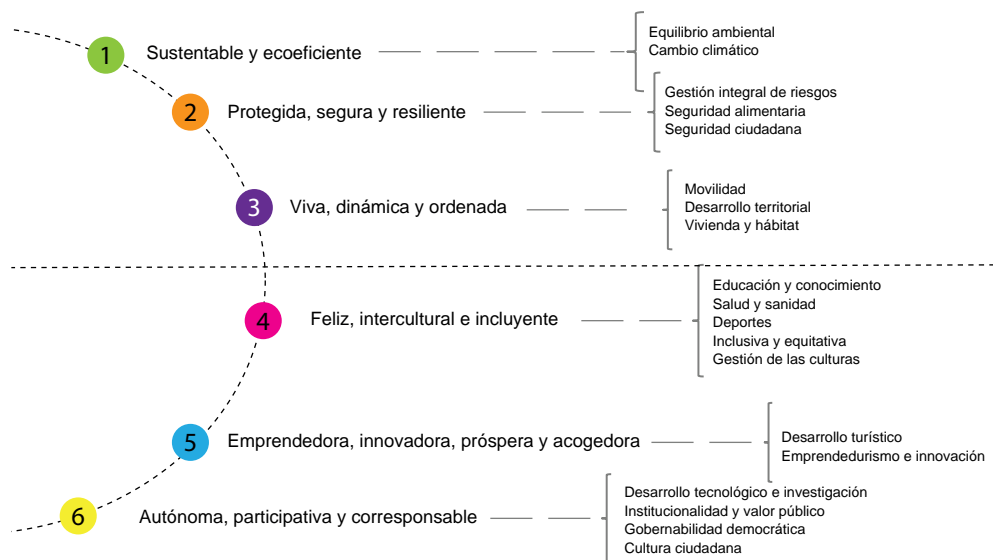 1
Sustentable y ecoeficiente
Equilibrio ambiental
Cambio climático
2
Protegida, segura y resiliente
Gestión integral de riesgos
Seguridad alimentaria
Seguridad ciudadana
3
Viva, dinámica y ordenada
Movilidad
Desarrollo territorial
Vivienda y hábitat
4
Feliz, intercultural e incluyente
Educación y conocimiento
Salud y sanidad
Deportes
Inclusiva y equitativa
Gestión de las culturas
5
Emprendedora, innovadora, próspera y acogedora
Desarrollo turístico
Emprendedurismo e innovación
6
Autónoma, participativa y corresponsable
Desarrollo tecnológico e investigación
Institucionalidad y valor público
Gobernabilidad democrática
Cultura ciudadana